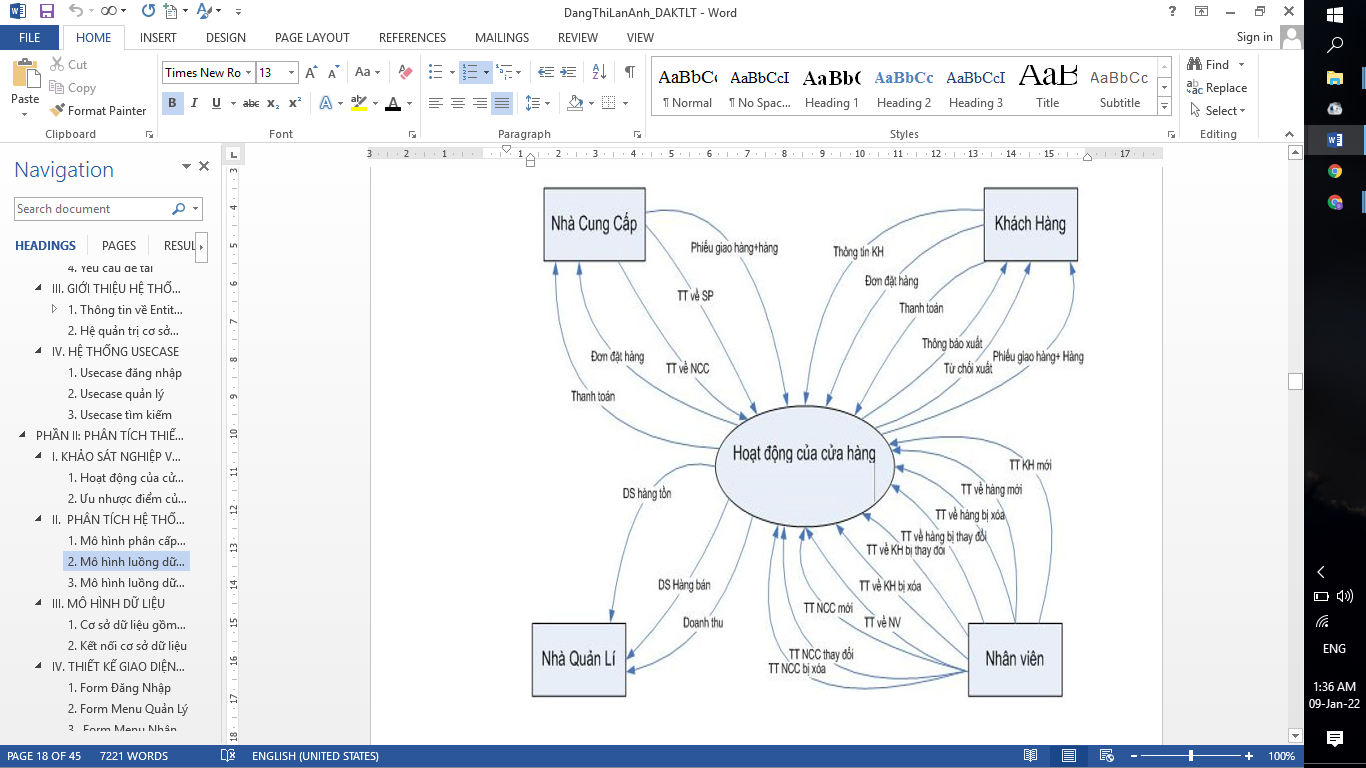 DangThiLanAnh_DAKTLT - Word
FILE
HOME
INSERT
DESIGN
PAGE LAYOUT
REFERENCES
MAILINGS
REVIEW
VIEW
Sign in
Paste
Cut
Copy
Format Painter
Clipboard
Times New Ro
13
Font
Paragraph
AaBbCc
¶ Normal
AaBbCcI
¶ No Spac...
AaBbC
Heading 1
AaBbCc
Heading 2
AaBbCcI
Heading 3
AaB
Title
AaBbCc
Subtitle
Styles
Find
Replace
Select
Editing
Navigation
Search document
HEADINGS
PAGES
RESUL
4. Yêu cầu đề tài
III. GIỚI THIỆU HỆ THỐ...
1. Thông tin về Entit...
2. Hệ quản trị cơ sở...
IV. HỆ THỐNG USECASE
1. Usecase đăng nhập
2. Usecase quản lý
3. Usecase tìm kiếm
PHẦN II: PHÂN TÍCH THIẾ...
I. KHẢO SÁT NGHIỆP V...
1. Hoạt động của cử...
2. Ưu nhược điểm củ...
II. PHÂN TÍCH HỆ THỐ...
1. Mô hình phân cấp...
2. Mô hình luồng dữ...
3. Mô hình luồng dữ...
III. MÔ HÌNH DỮ LIỆU
1. Cơ sở dữ liệu gồm...
2. Kết nối cơ sở dữ liệu
IV. THIẾT KẾ GIAO DIỆN...
1. Form Đăng Nhập
2. Form Menu Quản Lý
3. Form Menu Nhân
Nhà Cung Cấp
Khách Hàng
Phiếu giao hàng+hàng
Thông tin KH
TT về SP
Đơn đặt hàng
Thanh toán
Đơn đặt hàng
TT về NCC
Thông báo xuất
Từ chối xuất
Phiếu giao hàng+ Hàng
Thanh toán
Hoạt động của cửa hàng
TT KH mới
DS hàng tồn
TT về hàng mới
TT về hàng bị xóa
TT về hàng bị thay đổi
TT về KH bị thay đổi
DS Hàng bán
TT về KH bị xóa
TT NCC mới
Doanh thu
TT về NV
TT NCC thay đổi
TT NCC bị xóa
Nhà Quản Lí
Nhân viên
PAGE 18 OF 45
7221 WORDS
ENGLISH (UNITED STATES)
100%
ENG
1:36 AM
09-Jan-22